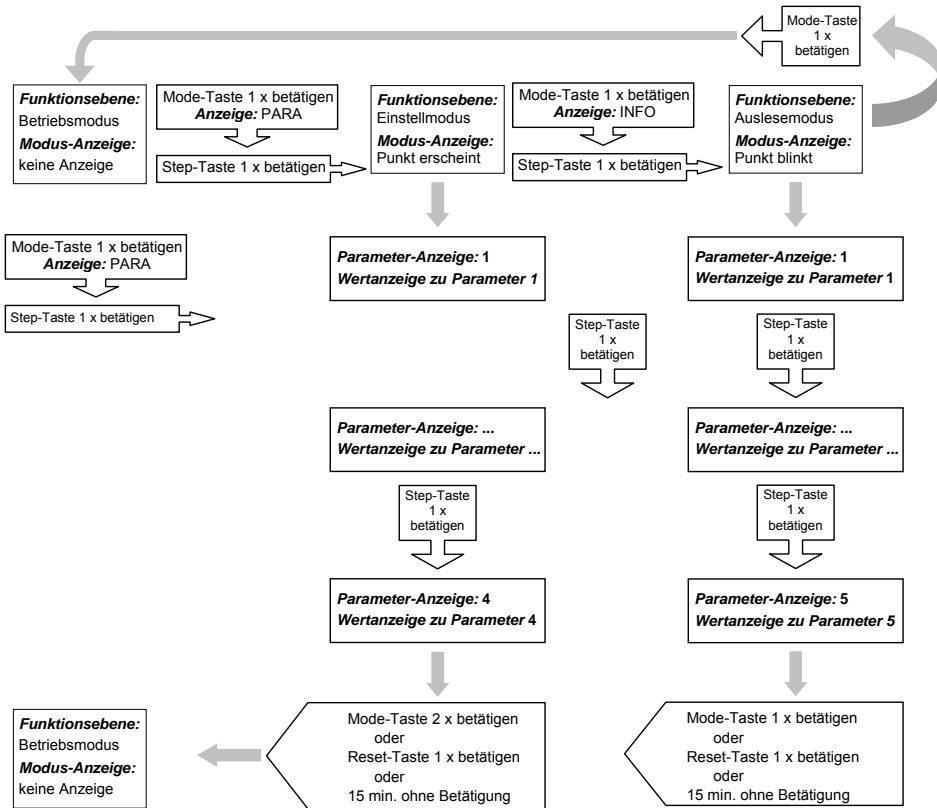 Mode-Taste
1 x
betätigen
Funktionsebene:
Betriebsmodus
Modus-Anzeige:
keine Anzeige
Mode-Taste 1 x betätigen
Anzeige: PARA
Step-Taste 1 x betätigen
Funktionsebene:
Einstellmodus
Modus-Anzeige:
Punkt erscheint
Mode-Taste 1 x betätigen
Anzeige: INFO
Step-Taste 1 x betätigen
Funktionsebene:
Auslesemodus
Modus-Anzeige:
Punkt blinkt
Mode-Taste 1 x betätigen
Anzeige: PARA
Step-Taste 1 x betätigen
Parameter-Anzeige: 1
Wertanzeige zu Parameter 1
Parameter-Anzeige: 1
Wertanzeige zu Parameter 1
Step-Taste
1 x
betätigen
Step-Taste
1 x
betätigen
Parameter-Anzeige: ...
Wertanzeige zu Parameter ...
Parameter-Anzeige: ...
Wertanzeige zu Parameter ...
Step-Taste
1 x
betätigen
Step-Taste
1 x
betätigen
Parameter-Anzeige: 4
Wertanzeige zu Parameter 4
Parameter-Anzeige: 5
Wertanzeige zu Parameter 5
Funktionsebene:
Betriebsmodus
Modus-Anzeige:
keine Anzeige
Mode-Taste 2 x betätigen
oder
Reset-Taste 1 x betätigen
oder
15 min. ohne Betätigung
Mode-Taste 1 x betätigen
oder
Reset-Taste 1 x betätigen
oder
15 min. ohne Betätigung